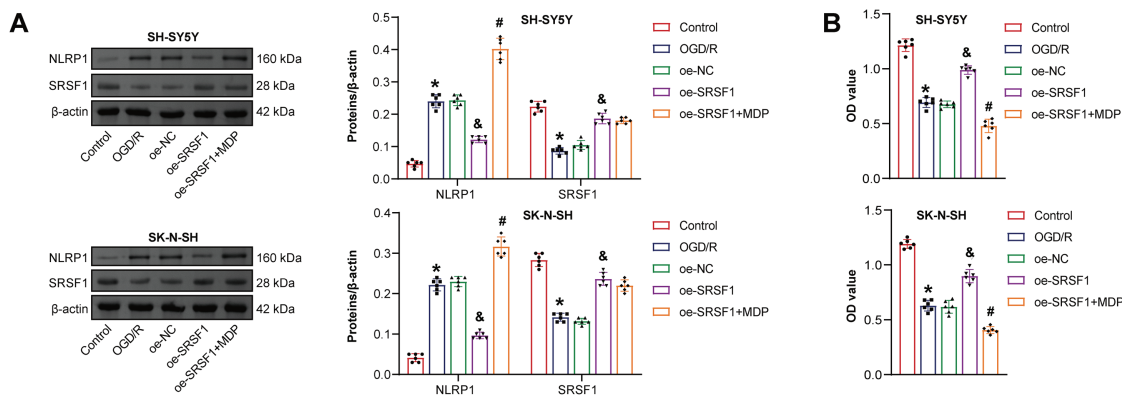 A
SH-SY5Y
NLRP1
160 kDa
SRSF1
28 kDa
β-actin
42 kDa
Control
OGD/R
oe-NC
oe-SRSF1
oe-SRSF1+MDP
SH-SY5Y
Proteins/β-actin
0.4
0.3
0.2
0.1
0.0
*
&
#
*
&
NLRP1
SRSF1
Control
OGD/R
oe-NC
oe-SRSF1
oe-SRSF1+MDP
SK-N-SH
NLRP1
160 kDa
SRSF1
28 kDa
β-actin
42 kDa
Control
OGD/R
oe-NC
oe-SRSF1
oe-SRSF1+MDP
SK-N-SH
Proteins/β-actin
0.4
0.3
0.2
0.1
0.0
*
&
#
*
&
NLRP1
SRSF1
Control
OGD/R
oe-NC
oe-SRSF1
oe-SRSF1+MDP
B
SH-SY5Y
OD value
1.5
1.0
0.5
0.0
*
&
#
Control
OGD/R
oe-NC
oe-SRSF1
oe-SRSF1+MDP
SK-N-SH
OD value
1.5
1.0
0.5
0.0
*
&
#
Control
OGD/R
oe-NC
oe-SRSF1
oe-SRSF1+MDP